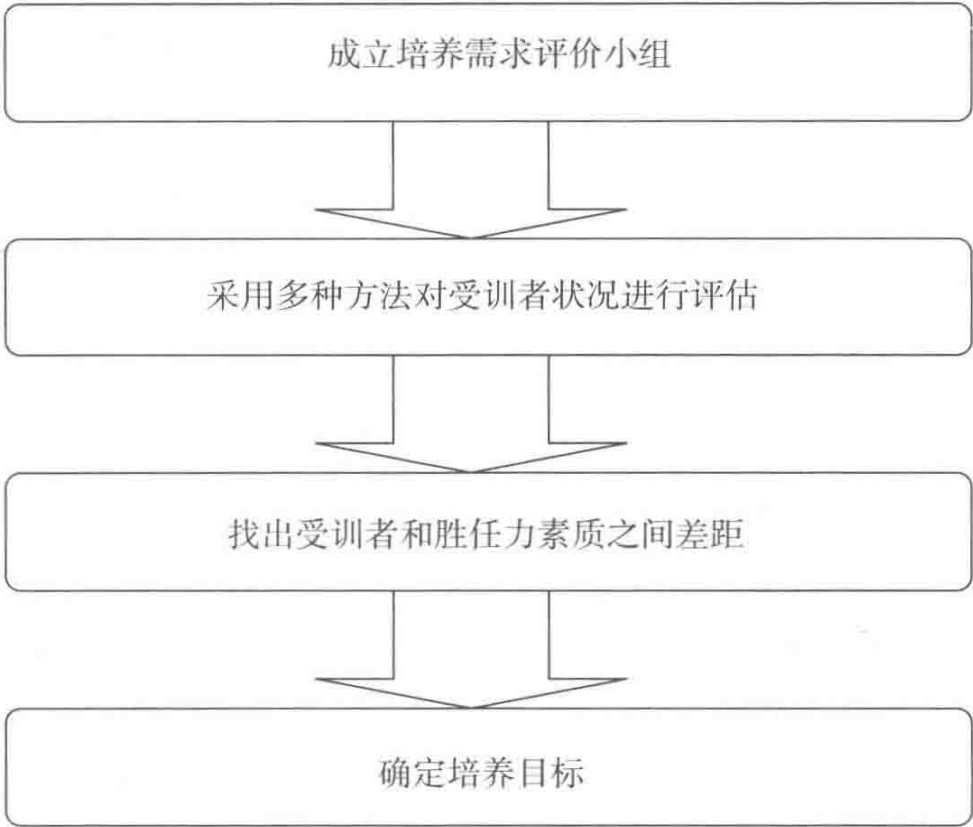 成立培养需求评价小组
采用多种方法对受训者状况进行评估
找出受训者和胜任力素质之间差距
确定培养目标